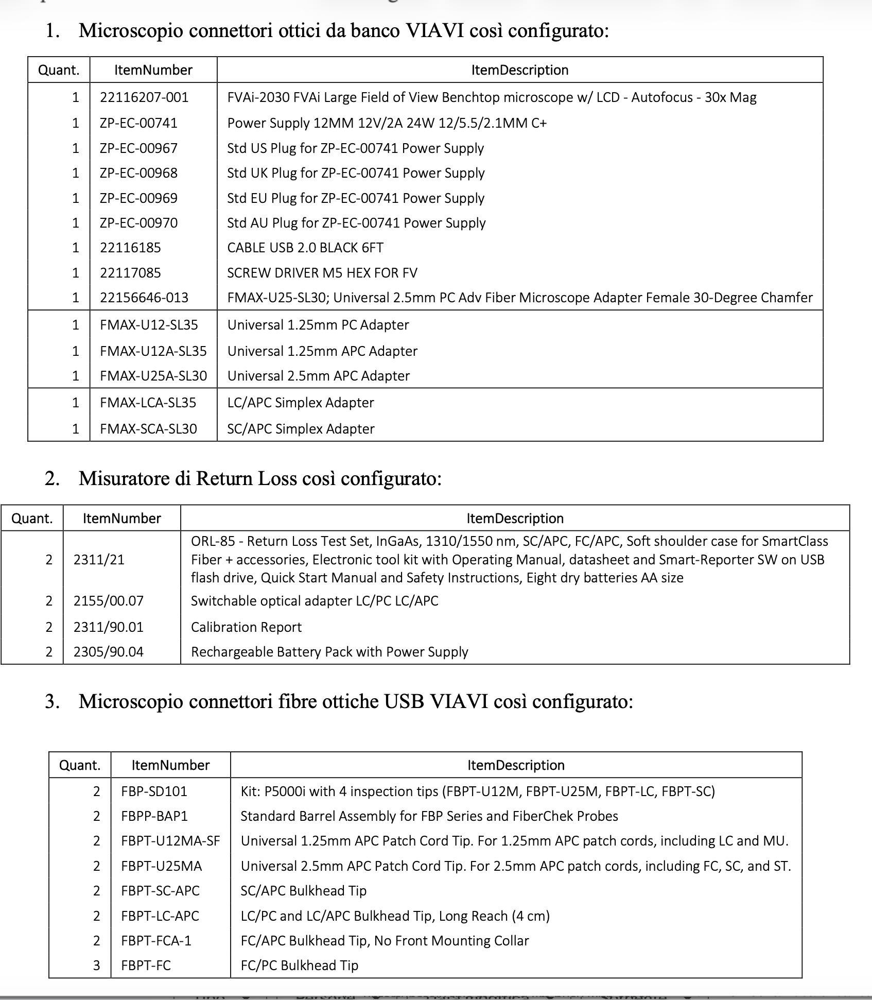 1. Microscopio connettori ottici da banco VIAVI così configurato:
Quant. ItemNumber ItemDescription
1 22116207-001 FVAi-2030 FVAi Large Field of View Benchtop microscope w/ LCD - Autofocus - 30x Mag
1 ZP-EC-00741 Power Supply 12MM 12V/2A 24W 12/5.5/2.1MM C+
1 ZP-EC-00967 Std US Plug for ZP-EC-00741 Power Supply
1 ZP-EC-00968 Std UK Plug for ZP-EC-00741 Power Supply
1 ZP-EC-00969 Std EU Plug for ZP-EC-00741 Power Supply
1 ZP-EC-00970 Std AU Plug for ZP-EC-00741 Power Supply
1 22116185 CABLE USB 2.0 BLACK 6FT
1 22117085 SCREW DRIVER M5 HEX FOR FV
1 22156646-013 FMAX-U25-SL30; Universal 2.5mm PC Adv Fiber Microscope Adapter Female 30-Degree Chamfer
1 FMAX-U12-SL35 Universal 1.25mm PC Adapter
1 FMAX-U12A-SL35 Universal 1.25mm APC Adapter
1 FMAX-U25A-SL30 Universal 2.5mm APC Adapter
1 FMAX-LCA-SL35 LC/APC Simplex Adapter
1 FMAX-SCA-SL30 SC/APC Simplex Adapter
2. Misuratore di Return Loss così configurato:
Quant. ItemNumber ItemDescription
2 2311/21 ORL-85 - Return Loss Test Set, InGaAs, 1310/1550 nm, SC/APC, FC/APC, Soft shoulder case for SmartClass
Fiber + accessories, Electronic tool kit with Operating Manual, datasheet and Smart-Reporter SW on USB
flash drive, Quick Start Manual and Safety Instructions, Eight dry batteries AA size
2 2155/00.07 Switchable optical adapter LC/PC LC/APC
2 2311/90.01 Calibration Report
2 2305/90.04 Rechargeable Battery Pack with Power Supply
3. Microscopio connettori fibre ottiche USB VIAVI così configurato:
Quant. ItemNumber ItemDescription
2 FBP-SD101 Kit: P5000i with 4 inspection tips (FBPT-U12M, FBPT-U25M, FBPT-LC, FBPT-SC)
2 FBPP-BAP1 Standard Barrel Assembly for FBP Series and FiberChek Probes
2 FBPT-U12MA-SF Universal 1.25mm APC Patch Cord Tip. For 1.25mm APC patch cords, including LC and MU.
2 FBPT-U25MA Universal 2.5mm APC Patch Cord Tip. For 2.5mm APC patch cords, including FC, SC, and ST.
2 FBPT-SC-APC SC/APC Bulkhead Tip
2 FBPT-LC-APC LC/PC and LC/APC Bulkhead Tip, Long Reach (4 cm)
2 FBPT-FCA-1 FC/APC Bulkhead Tip, No Front Mounting Collar
3 FBPT-FC FC/PC Bulkhead Tip